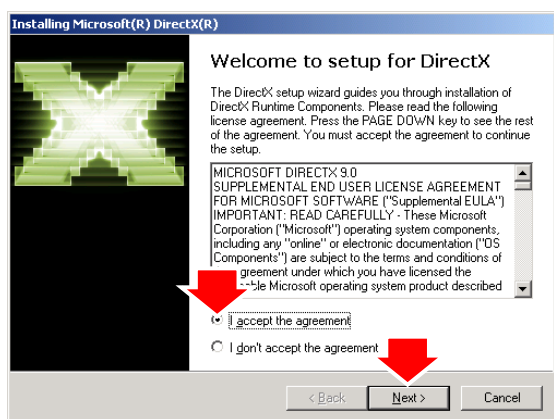 Installing Microsoft(R) DirectX(R)
Welcome to setup for DirectX
The DirectX setup wizard guides you through installation of
DirectX Runtime Components. Please read the following
license agreement. Press the PAGE DOWN key to see the rest
of the agreement. You must accept the agreement to continue
the setup.
MICROSOFT DIRECTX 9.0
SUPPLEMENTAL END USER LICENSE AGREEMENT
FOR MICROSOFT SOFTWARE ("Supplemental EULA")
IMPORTANT: READ CAREFULLY - These Microsoft
Corporation ("Microsoft") operating system components,
including any "online" or electronic documentation ("OS
Components") are subject to the terms and conditions of
greement under which you have licensed the
ble Microsoft operating system product described
I accept the agreement
I don't accept the agreement
< Back
Next >
Cancel